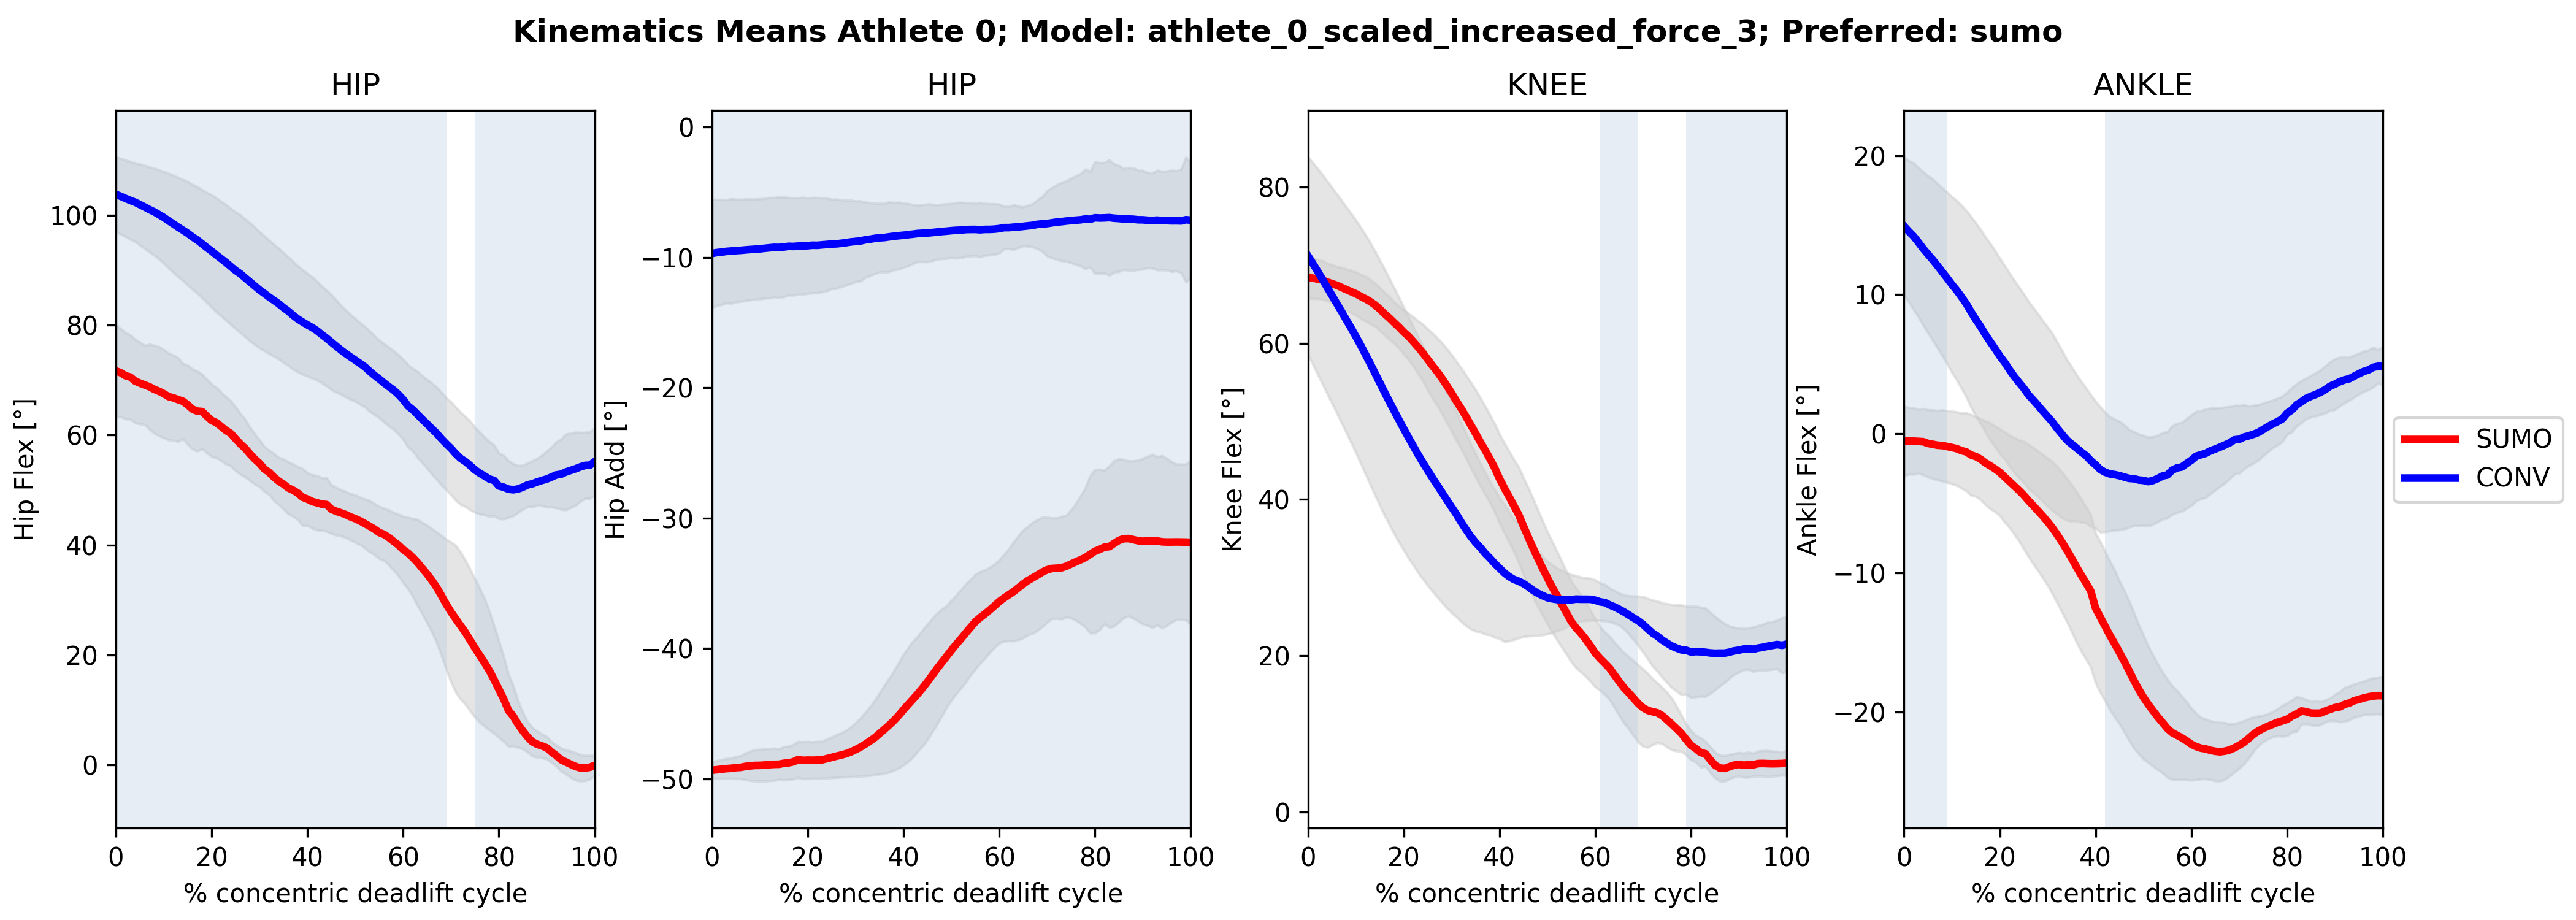 Kinematics Means Athlete 0; Model: athlete_0_scaled_increased_force_3; Preferred: sumo
HIP
Hip Flex [°]
100
80
60
40
20
0
0 20 40 60 80 100
% concentric deadlift cycle
HIP
Hip Add [°]
0
−10
−20
−30
−40
−50
0 20 40 60 80 100
% concentric deadlift cycle
KNEE
Knee Flex [°]
80
60
40
20
0
0 20 40 60 80 100
% concentric deadlift cycle
ANKLE
Ankle Flex [°]
20
10
0
−10
−20
0 20 40 60 80 100
% concentric deadlift cycle
SUMO
CONV